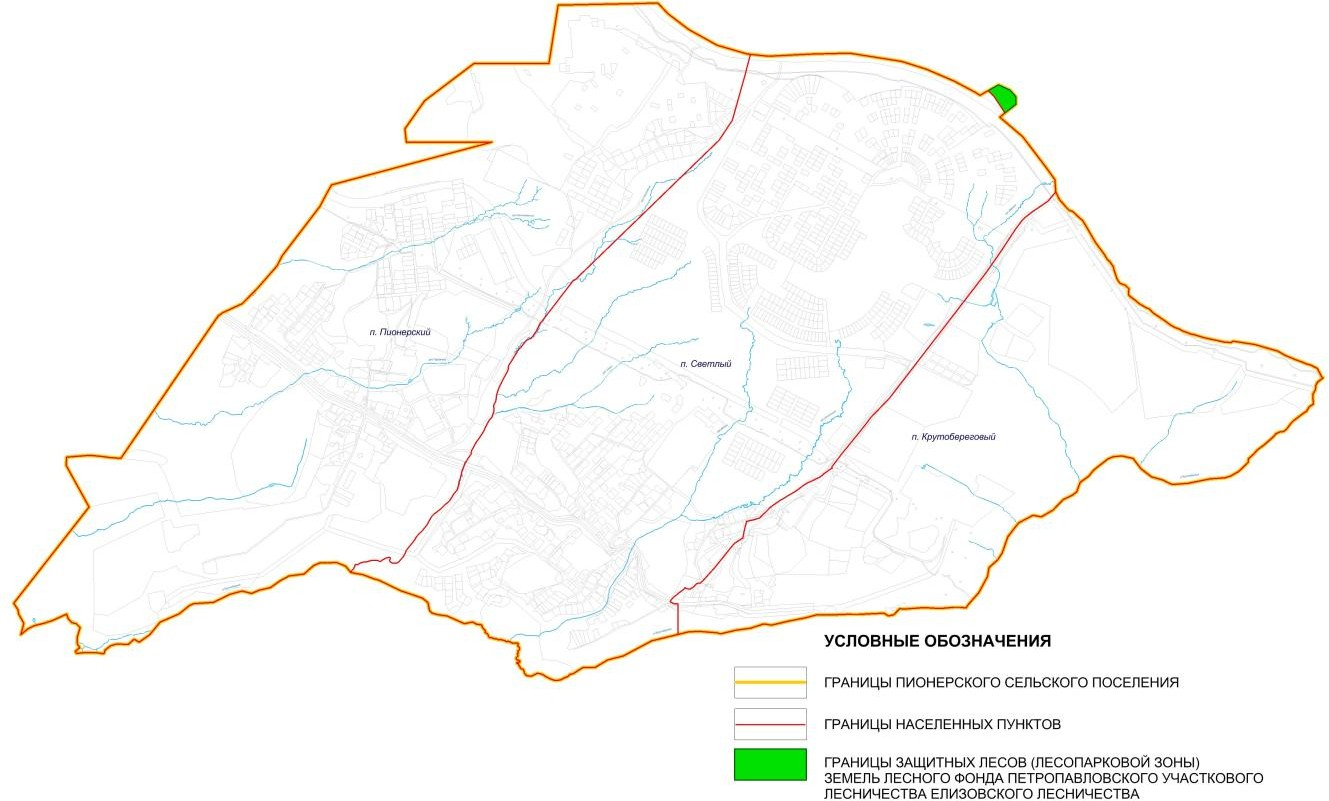 п. Пионерский
п. Светлый
п. Крутобереговый
УСЛОВНЫЕ ОБОЗНАЧЕНИЯ
ГРАНИЦЫ ПИОНЕРСКОГО СЕЛЬСКОГО ПОСЕЛЕНИЯ
ГРАНИЦЫ НАСЕЛЕННЫХ ПУНКТОВ
ГРАНИЦЫ ЗАЩИТНЫХ ЛЕСОВ (ЛЕСОПАРКОВОЙ ЗОНЫ)
ЗЕМЕЛЬ ЛЕСНОГО ФОНДА ПЕТРОПАВЛОВСКОГО УЧАСТКОВОГО
ЛЕСНИЧЕСТВА ЕЛИЗОВСКОГО ЛЕСНИЧЕСТВА